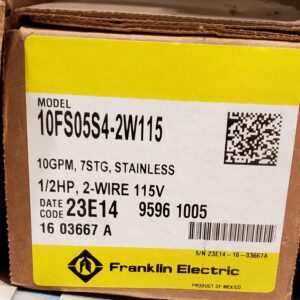 MODEL
10FS05S4-2W115
10GPM, 7STG, STAINLESS
1/2HP, 2-WIRE 115V
DATE CODE 23E14 9596 1005
16 03667 A
S/N 23E14-16-03667A
Franklin Electric
PRODUCT OF MEXICO